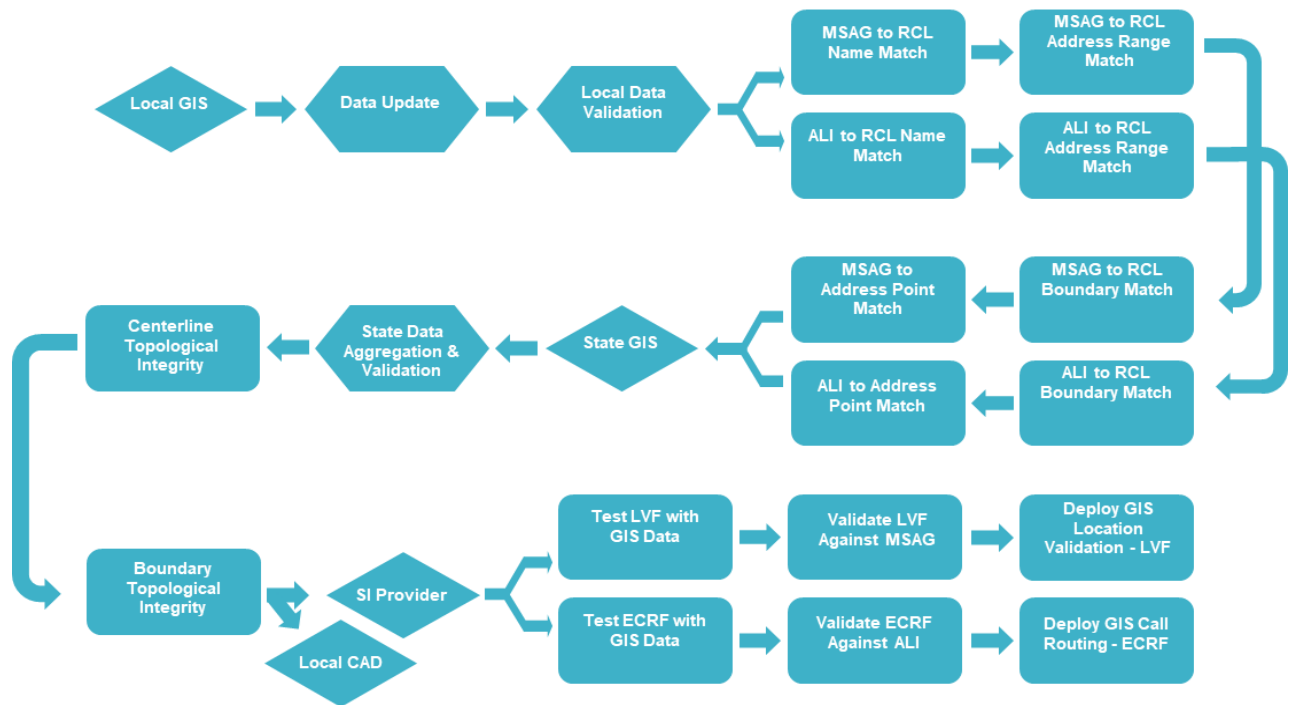 Local GIS
Data Update
Local Data
Validation
MSAG to RCL
Name Match
MSAG to RCL
Address Range
Match
ALI to RCL Name
Match
ALI to RCL
Address Range
Match
MSAG to RCL
Boundary Match
MSAG to
Address Point
Match
ALI to RCL
Boundary Match
ALI to Address
Point Match
State GIS
State Data
Aggregation &
Validation
Centerline
Topological
Integrity
Boundary
Topological
Integrity
SI Provider
Local CAD
Test LVF with
GIS Data
Validate LVF
Against MSAG
Deploy GIS
Location
Validation - LVF
Test ECRF with
GIS Data
Validate ECRF
Against ALI
Deploy GIS Call
Routing - ECRF